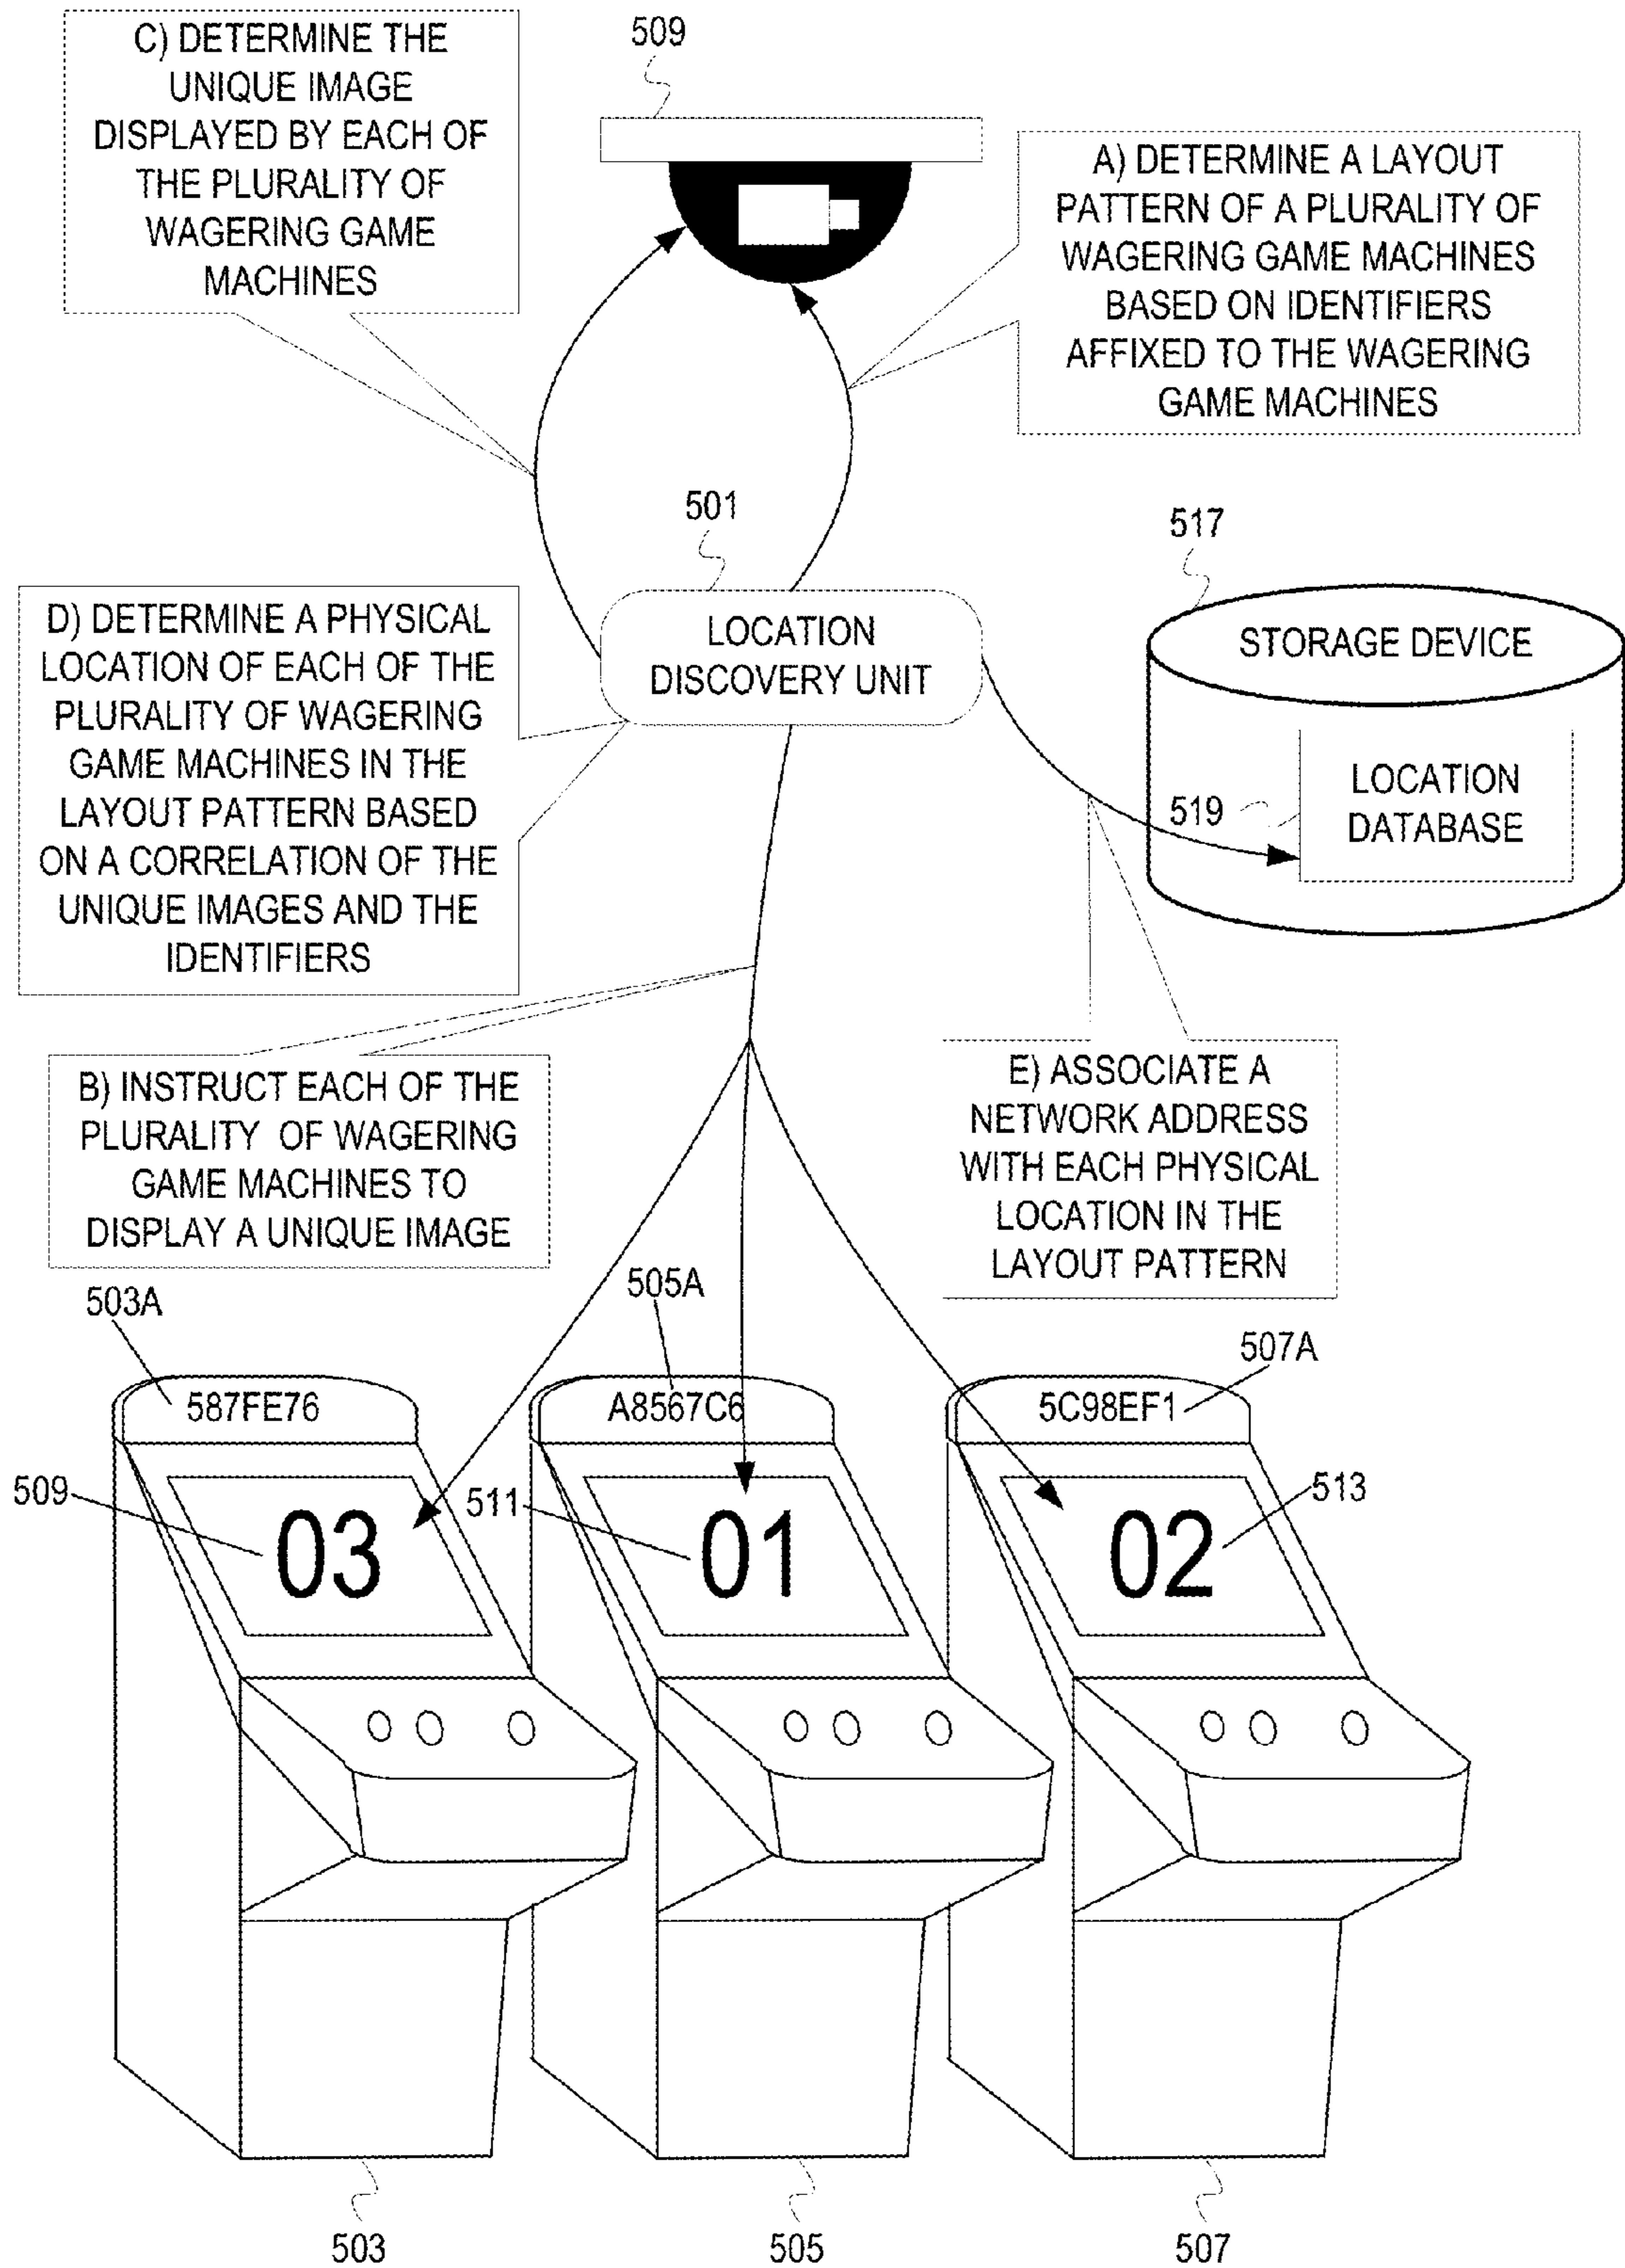 C) DETERMINE THE
UNIQUE IMAGE
DISPLAYED BY EACH OF
THE PLURALITY OF
WAGERING GAME
MACHINES
509
A) DETERMINE A LAYOUT
PATTERN OF A PLURALITY OF
WAGERING GAME MACHINES
BASED ON IDENTIFIERS
AFFIXED TO THE WAGERING
GAME MACHINES
501
LOCATION
DISCOVERY UNIT
517
STORAGE DEVICE
519
LOCATION
DATABASE
D) DETERMINE A PHYSICAL
LOCATION OF EACH OF THE
PLURALITY OF WAGERING
GAME MACHINES IN THE
LAYOUT PATTERN BASED
ON A CORRELATION OF THE
UNIQUE IMAGES AND THE
IDENTIFIERS
B) INSTRUCT EACH OF THE
PLURALITY OF WAGERING
GAME MACHINES TO
DISPLAY A UNIQUE IMAGE
E) ASSOCIATE A
NETWORK ADDRESS
WITH EACH PHYSICAL
LOCATION IN THE
LAYOUT PATTERN
503A
505A
507A
587FE76
A8567C6
5C98EF1
509
03
511
01
02
513
503
505
507